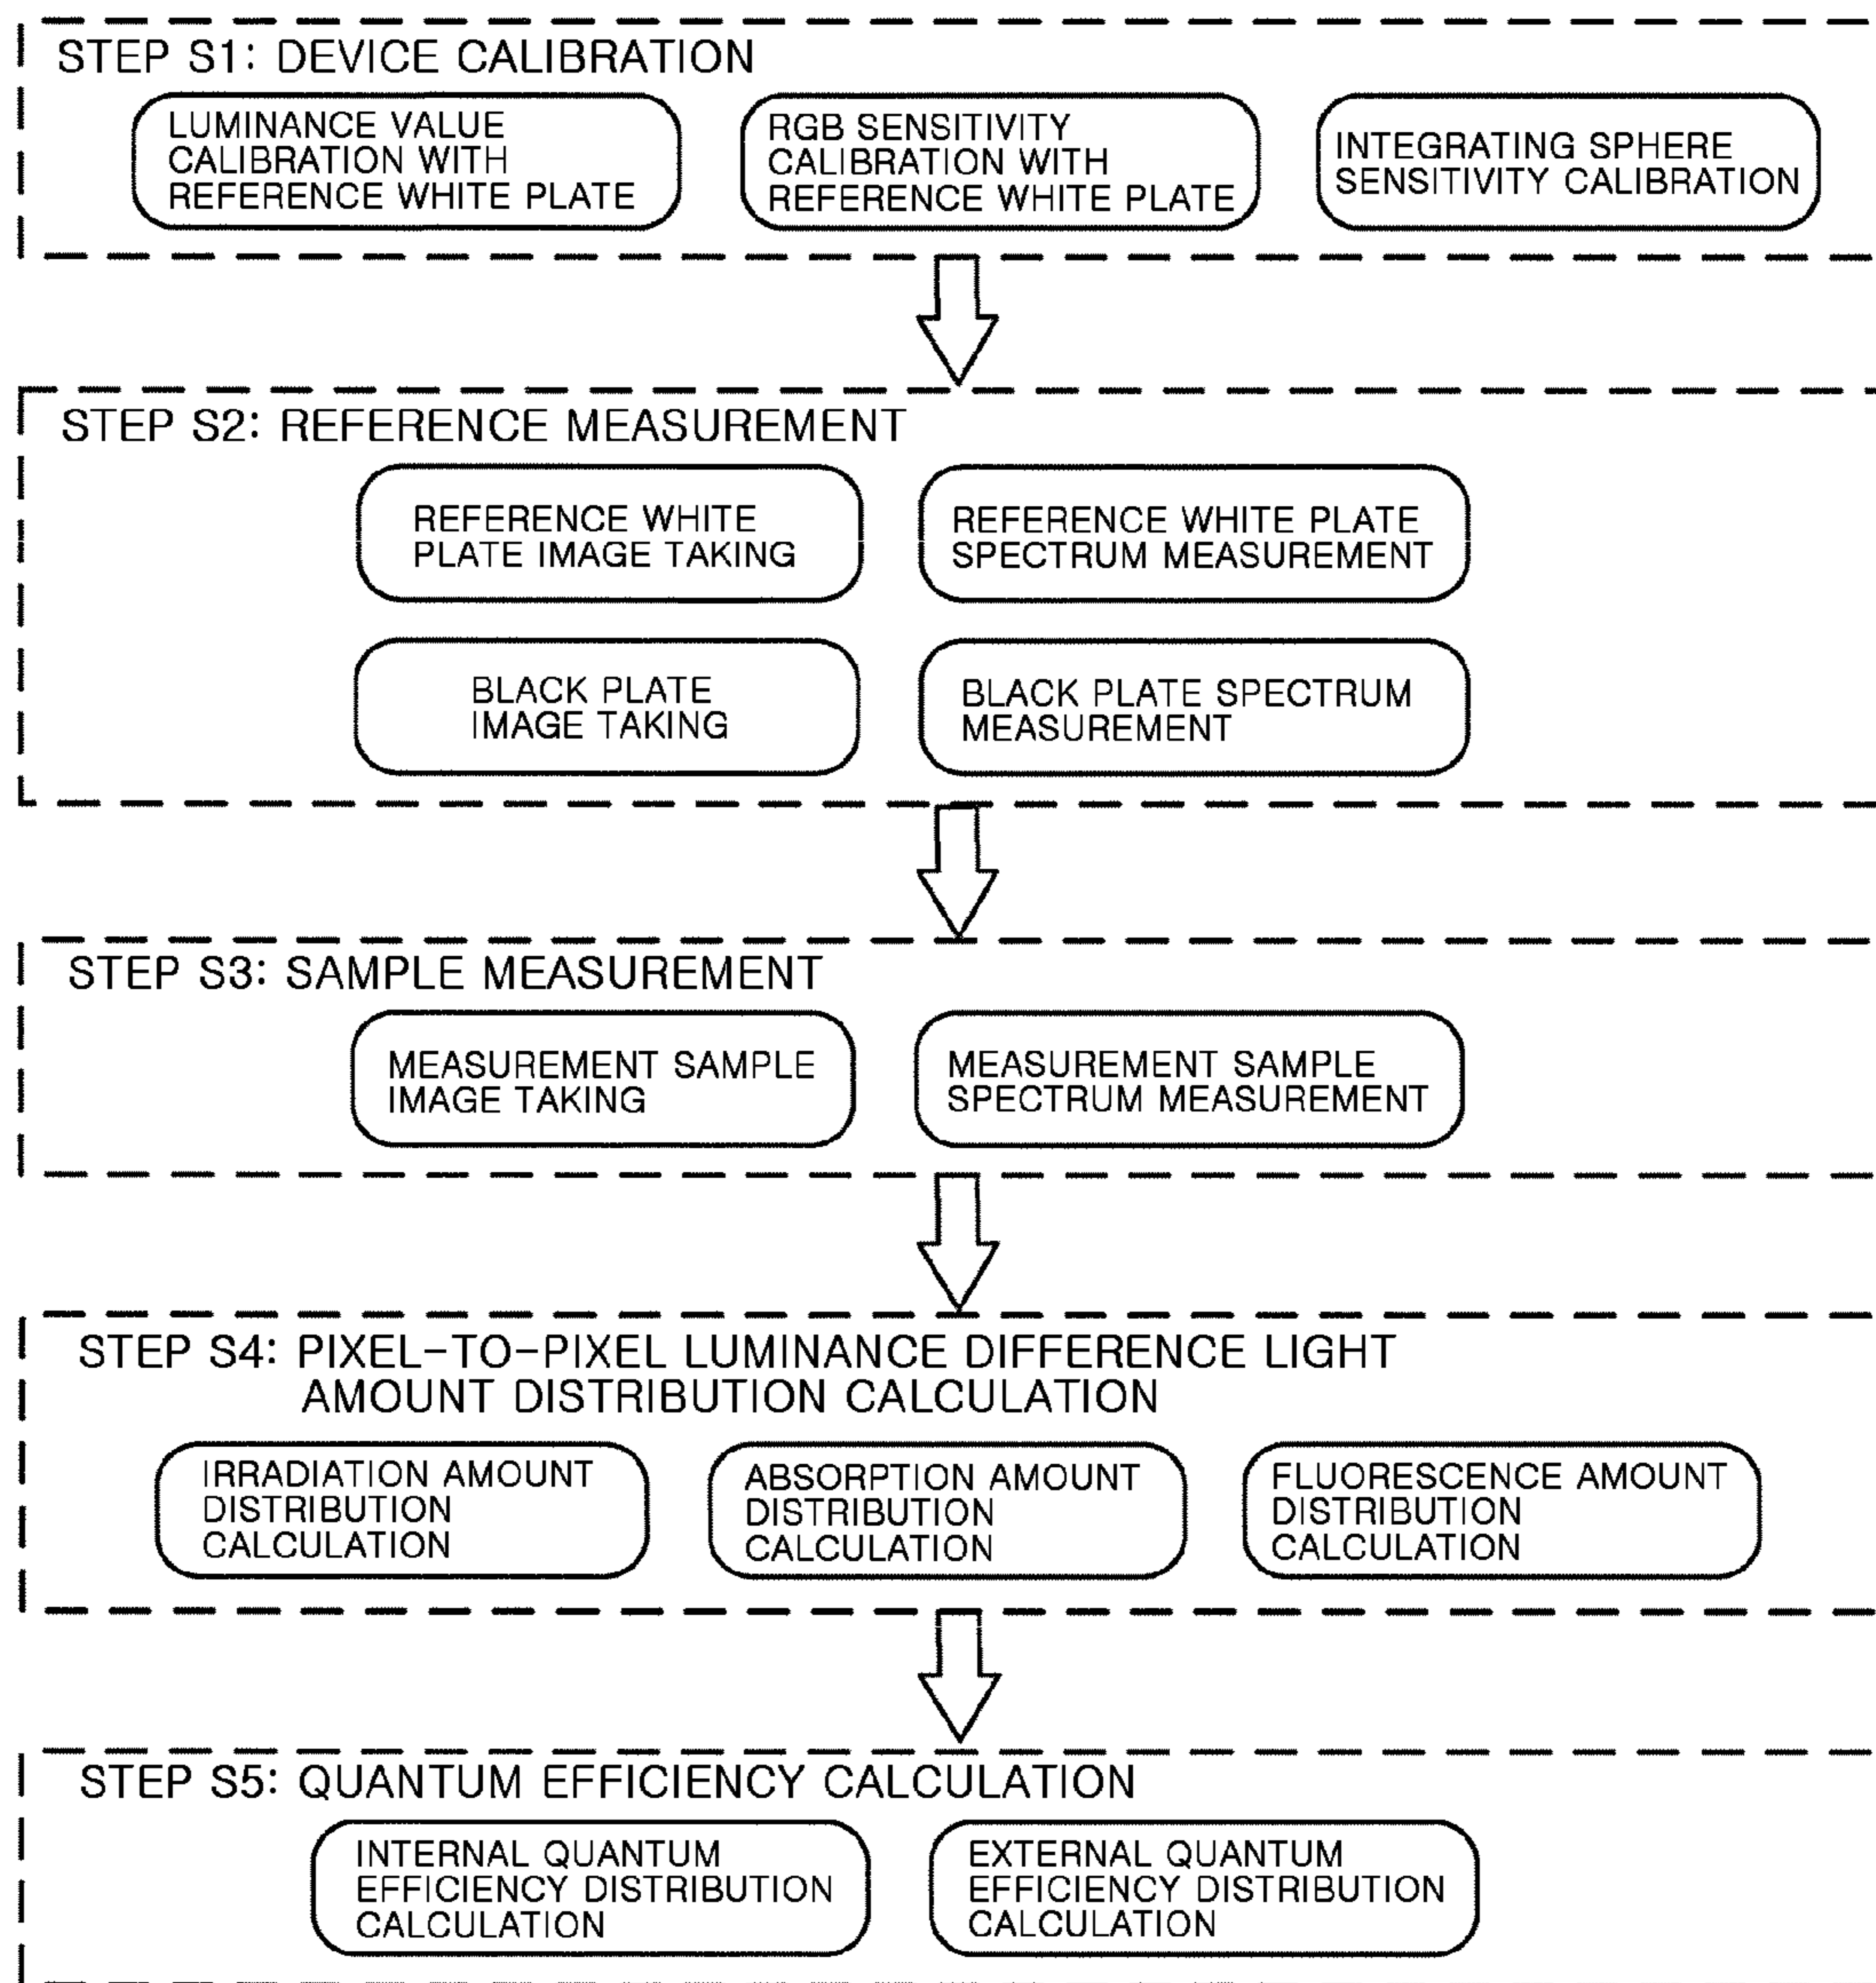 STEP S1: DEVICE CALIBRATION
LUMINANCE VALUE
CALIBRATION WITH
REFERENCE WHITE PLATE
RGB SENSITIVITY
CALIBRATION WITH
REFERENCE WHITE PLATE
INTEGRATING SPHERE
SENSITIVITY CALIBRATION
STEP S2: REFERENCE MEASUREMENT
REFERENCE WHITE
PLATE IMAGE TAKING
REFERENCE WHITE PLATE
SPECTRUM MEASUREMENT
BLACK PLATE
IMAGE TAKING
BLACK PLATE SPECTRUM
MEASUREMENT
STEP S3: SAMPLE MEASUREMENT
MEASUREMENT SAMPLE
IMAGE TAKING
MEASUREMENT SAMPLE
SPECTRUM MEASUREMENT
STEP S4: PIXEL-TO-PIXEL LUMINANCE DIFFERENCE LIGHT
AMOUNT DISTRIBUTION CALCULATION
IRRADIATION AMOUNT
DISTRIBUTION
CALCULATION
ABSORPTION AMOUNT
DISTRIBUTION
CALCULATION
FLUORESCENCE AMOUNT
DISTRIBUTION
CALCULATION
STEP S5: QUANTUM EFFICIENCY CALCULATION
INTERNAL QUANTUM
EFFICIENCY DISTRIBUTION
CALCULATION
EXTERNAL QUANTUM
EFFICIENCY DISTRIBUTION
CALCULATION